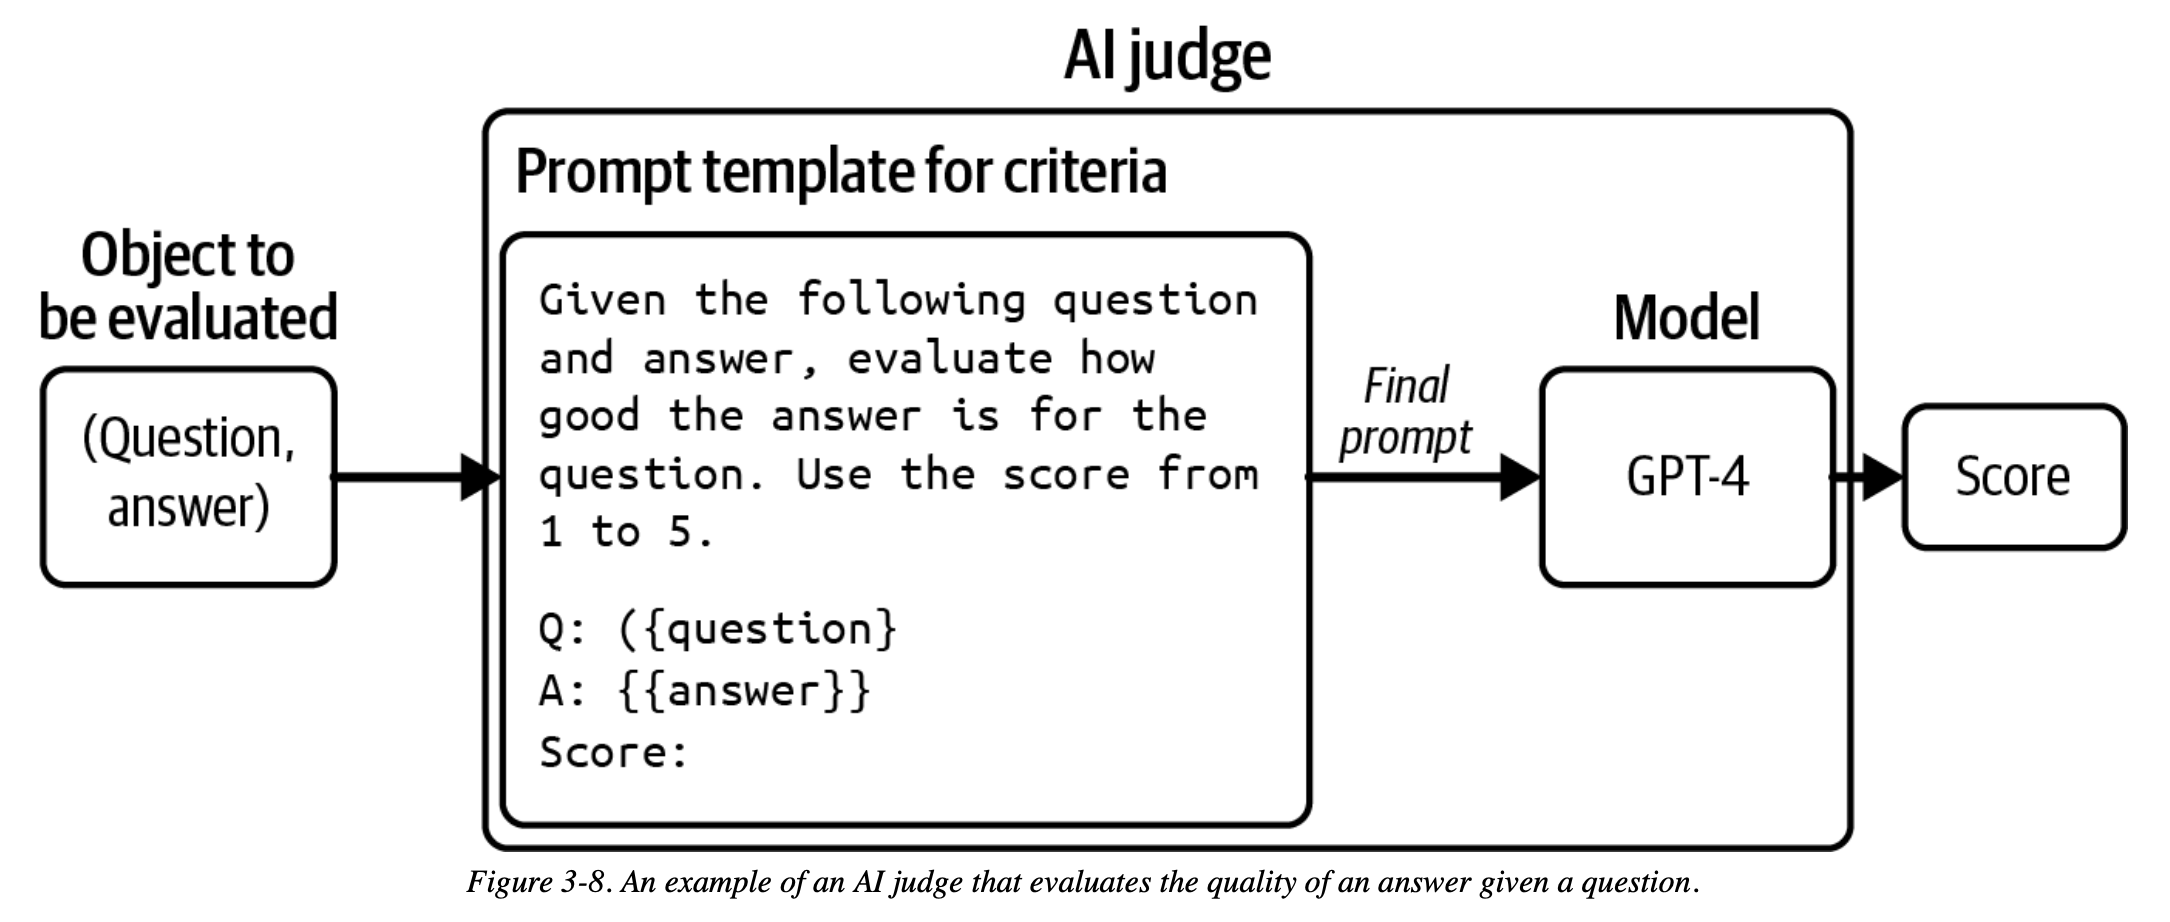 AI judge
Prompt template for criteria
Object to
be evaluated
(Question,
answer)
Given the following question
and answer, evaluate how
good the answer is for the
question. Use the score from
1 to 5.
Q: ({question}
A: {{answer}}
Score:
Final
prompt
Model
GPT-4
Score
Figure 3-8. An example of an AI judge that evaluates the quality of an answer given a question.